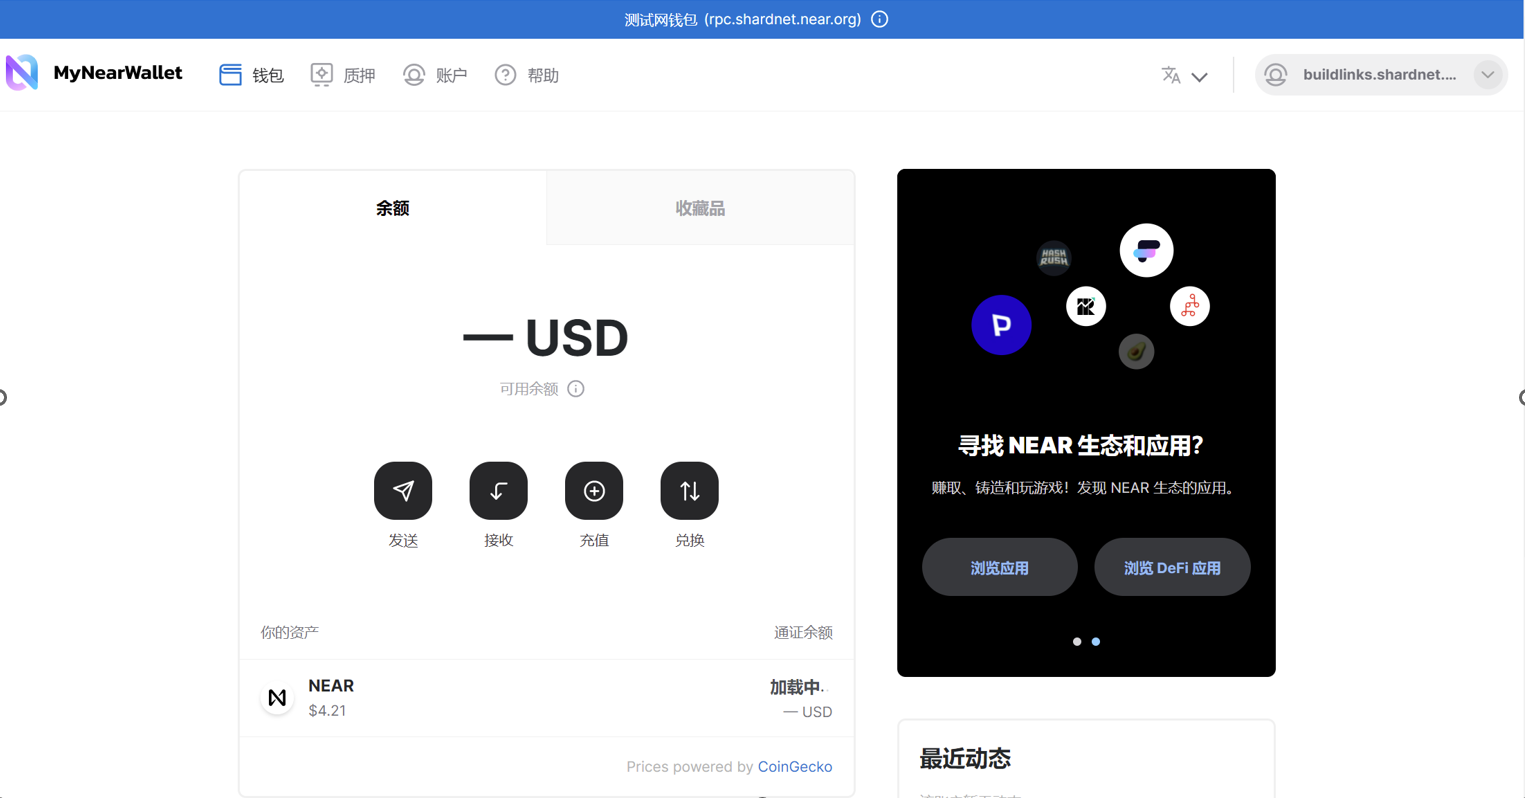 测试网钱包 (rpc.shardnet.near.org)
MyNearWallet
钱包
质押
账户
帮助
buildlinks.shardnet....
余额
收藏品
— USD
可用余额
发送
接收
充值
兑换
你的资产
通证余额
NEAR
加载中..
$4.21
— USD
Prices powered by CoinGecko
HASH
RUSH
寻找 NEAR 生态和应用?
赚取、铸造和玩游戏！发现 NEAR 生态的应用。
浏览应用
浏览 DeFi 应用
最近动态